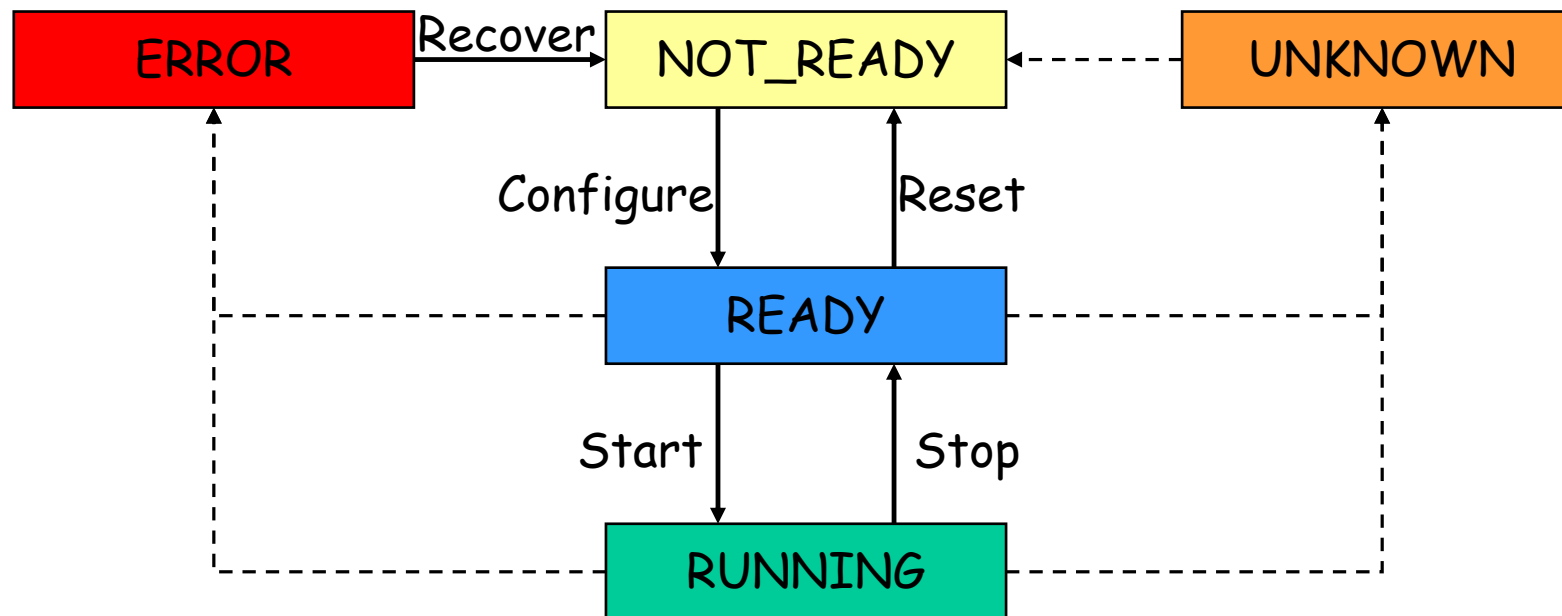 ERROR
Recover
NOT_READY
UNKNOWN
Configure
Reset
READY
Start
Stop
RUNNING